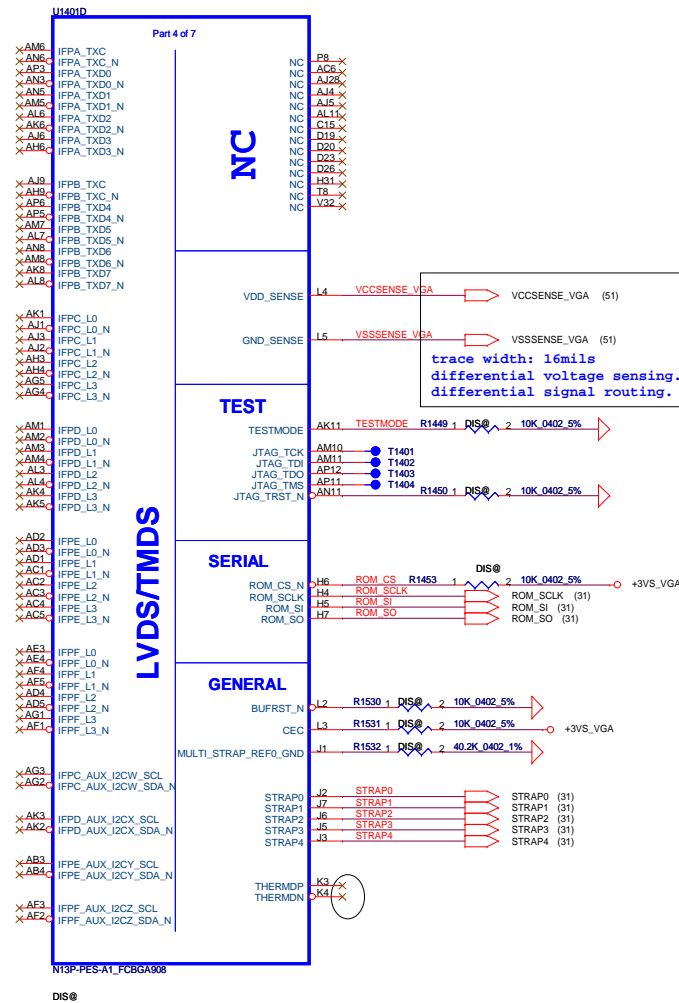 U1401D
Part 4 of 7
AM6 IFPA_TXC
AN6 IFPA_TXC_N
AP3 IFPA_TXD0
AN3 IFPA_TXD0_N
AN5 IFPA_TXD1
AM5 IFPA_TXD1_N
AL6 IFPA_TXD2
AK6 IFPA_TXD2_N
AJ6 IFPA_TXD3
AH6 IFPA_TXD3_N
AJ9 IFPB_TXC
AH9 IFPB_TXC_N
AP6 IFPB_TXD4
AP5 IFPB_TXD4_N
AM7 IFPB_TXD5
AL7 IFPB_TXD5_N
AN8 IFPB_TXD6
AM8 IFPB_TXD6_N
AK8 IFPB_TXD7
AL8 IFPB_TXD7_N
AK1 IFPC_L0
AJ1 IFPC_L0_N
AJ3 IFPC_L1
AJ2 IFPC_L1_N
AH3 IFPC_L2
AH4 IFPC_L2_N
AG5 IFPC_L3
AG4 IFPC_L3_N
AM1 IFPD_L0
AM2 IFPD_L0_N
AM3 IFPD_L1
AM4 IFPD_L1_N
AL3 IFPD_L2
AL4 IFPD_L2_N
AK4 IFPD_L3
AK5 IFPD_L3_N
AD2 IFPE_L0
AD3 IFPE_L0_N
AD1 IFPE_L1
AC1 IFPE_L1_N
AC2 IFPE_L2
AC3 IFPE_L2_N
AC4 IFPE_L3
AC5 IFPE_L3_N
AE3 IFPF_L0
AE4 IFPF_L0_N
AF4 IFPF_L1
AF5 IFPF_L1_N
AD4 IFPF_L2
AD5 IFPF_L2_N
AG1 IFPF_L3
AF1 IFPF_L3_N
AG3 IFPC_AUX_I2CW_SCL
AG2 IFPC_AUX_I2CW_SDA_N
AK3 IFPD_AUX_I2CX_SCL
AK2 IFPD_AUX_I2CX_SDA_N
AB3 IFPE_AUX_I2CY_SCL
AB4 IFPE_AUX_I2CY_SDA_N
AF3 IFPF_AUX_I2CZ_SCL
AF2 IFPF_AUX_I2CZ_SDA_N
LVDS/TMDS
NC
NC P8
NC AC6
NC AJ28
NC AJ4
NC AJ5
NC AL11
NC C15
NC D19
NC D20
NC D23
NC D26
NC H31
NC T8
NC V32
VDD_SENSE L4 VCCSENSE_VGA VCCSENSE_VGA (51)
GND_SENSE L5 VSSSENSE_VGA VSSSENSE_VGA (51)
trace width: 16mils
differential voltage sensing.
differential signal routing.
TEST
TESTMODE AK11 TESTMODE R1449 1 DIS@ 2 10K_0402_5%
JTAG_TCK AM10 T1401
JTAG_TDI AM11 T1402
JTAG_TDO AP12 T1403
JTAG_TMS AP11 T1404
JTAG_TRST_N AN11 R1450 1 DIS@ 2 10K_0402_5%
SERIAL
DIS@
ROM_CS_N H6 ROM_CS R1453 1 2 10K_0402_5% +3VS_VGA
ROM_SCLK H4 ROM_SCLK ROM_SCLK (31)
ROM_SI H5 ROM_SI ROM_SI (31)
ROM_SO H7 ROM_SO ROM_SO (31)
GENERAL
BUFRST_N L2 R1530 1 DIS@ 2 10K_0402_5%
CEC L3 R1531 1 DIS@ 2 10K_0402_5% +3VS_VGA
MULTI_STRAP_REF0_GND J1 R1532 1 DIS@ 2 40.2K_0402_1%
STRAP0 J2 STRAP0 STRAP0 (31)
STRAP1 J7 STRAP1 STRAP1 (31)
STRAP2 J6 STRAP2 STRAP2 (31)
STRAP3 J5 STRAP3 STRAP3 (31)
STRAP4 J3 STRAP4 STRAP4 (31)
THERMDP K3
THERMDN K4
N13P-PES-A1_FCBGA908
DIS@